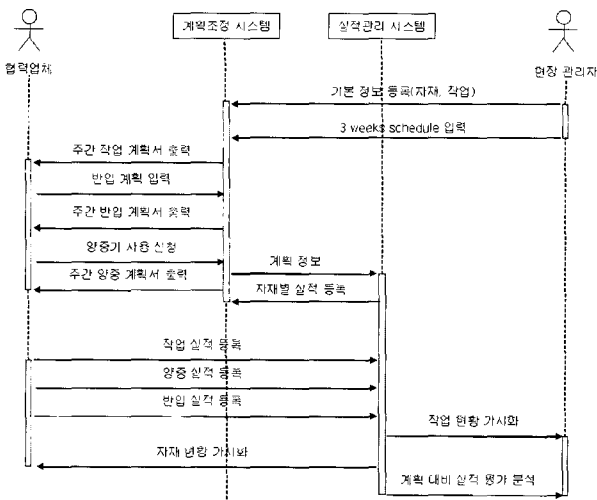 계획조정 시스템
실적관리 시스템
협력업체
현장 관리자
기본 정보 등록(자재, 작업)
3 weeks schedule 입력
주간 작업 계획서 출력
반입 계획 입력
주간 반입 계획서 출력
양중기 사용 신청
계획 정보
주간 양중 계획서 출력
자재별 실적 등록
작업 실적 등록
양중 실적 등록
반입 실적 등록
작업 현황 가시화
자재 현황 가시화
계획 대비 실적 평가 분석